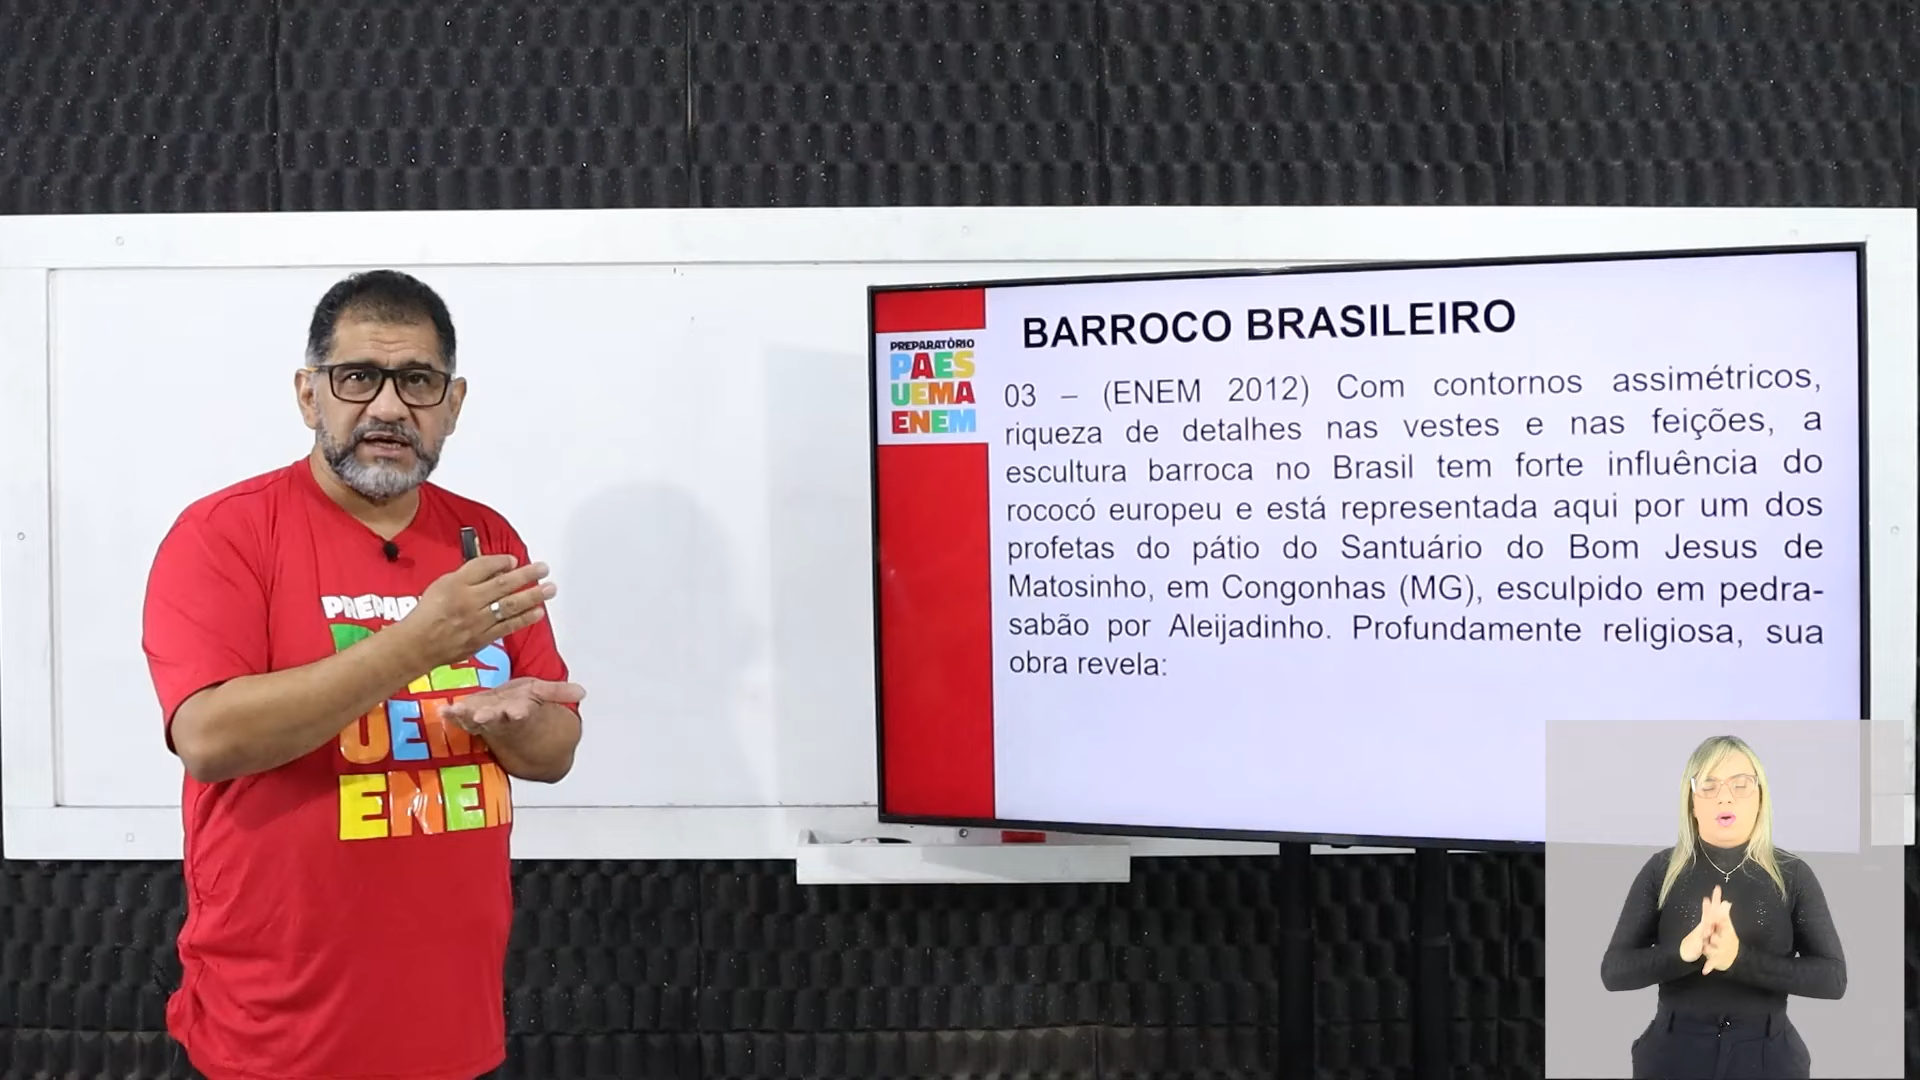 BARROCO BRASILEIRO
PREPARATÓRIO
PAES
UEMA
ENEM
03 – (ENEM 2012) Com contornos assimétricos,
riqueza de detalhes nas vestes e nas feições, a
escultura barroca no Brasil tem forte influência do
rococó europeu e está representada aqui por um dos
profetas do pátio do Santuário do Bom Jesus de
Matosinho, em Congonhas (MG), esculpido em pedra-
sabão por Aleijadinho. Profundamente religiosa, sua
obra revela:
ENEM